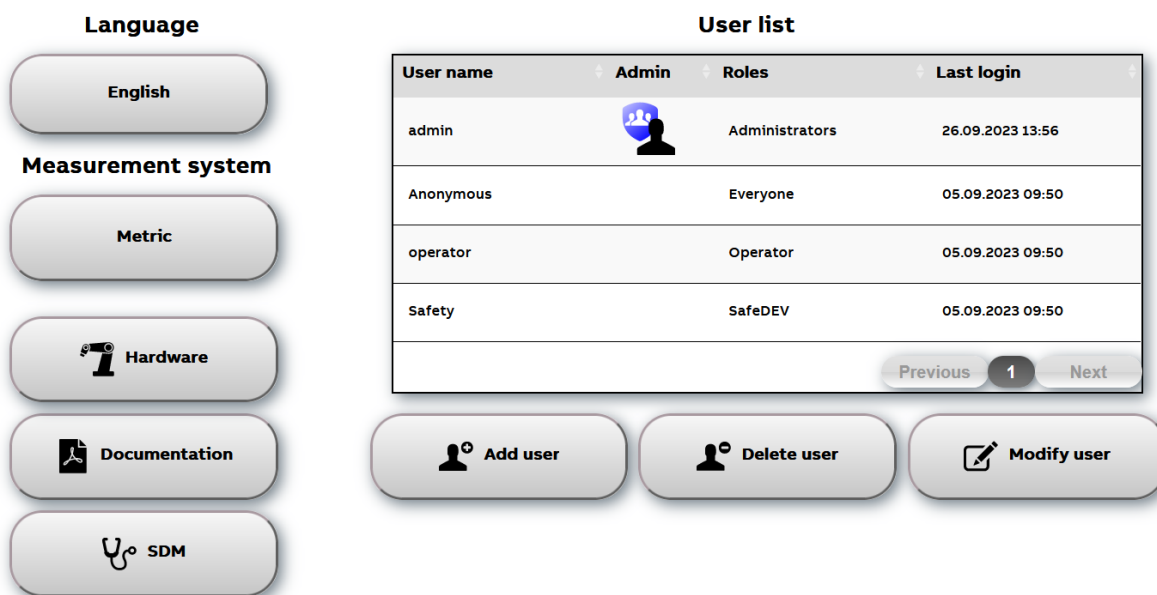 Language
English
Measurement system
Metric
Hardware
Documentation
SDM
User list
User name Admin Roles Last login
admin Administrators 26.09.2023 13:56
Anonymous Everyone 05.09.2023 09:50
operator Operator 05.09.2023 09:50
Safety SafeDEV 05.09.2023 09:50
Previous 1 Next
Add user Delete user Modify user